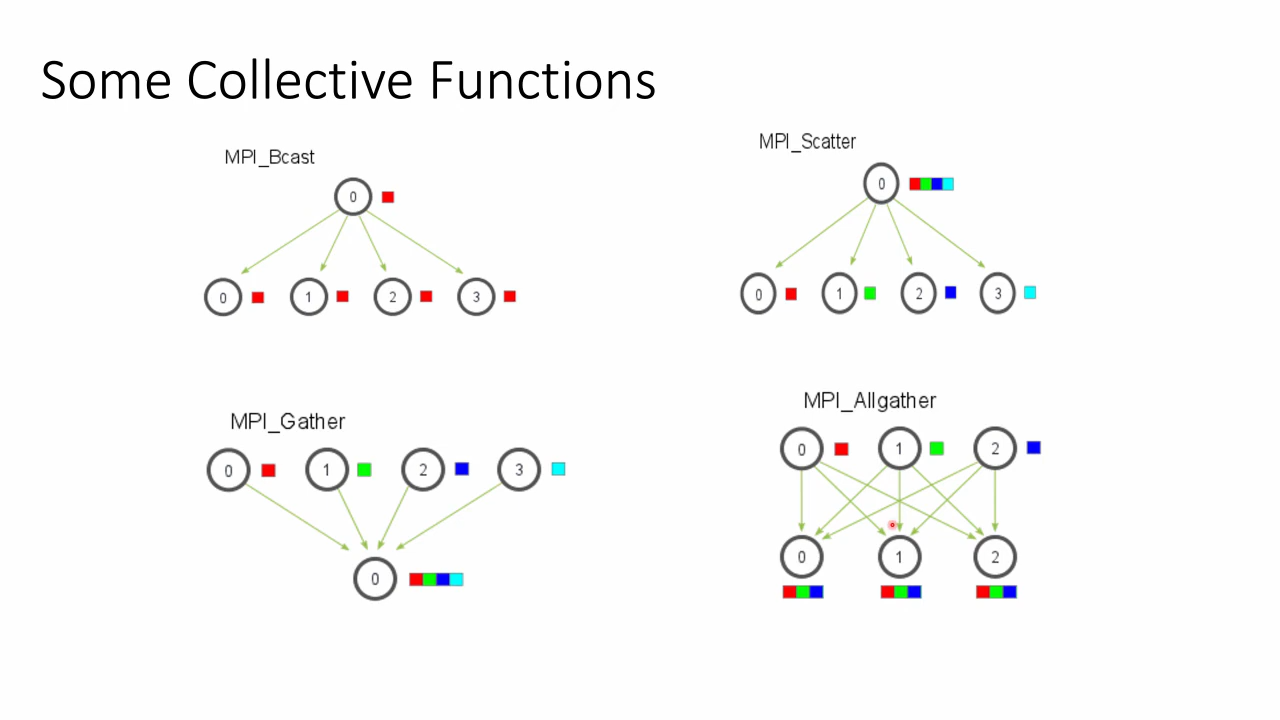 Some Collective Functions
MPI_Bcast
0
0 1 2 3
MPI_Scatter
0
0 1 2 3
MPI_Gather
0 1 2 3
0
MPI_Allgather
0 1 2
0 1 2